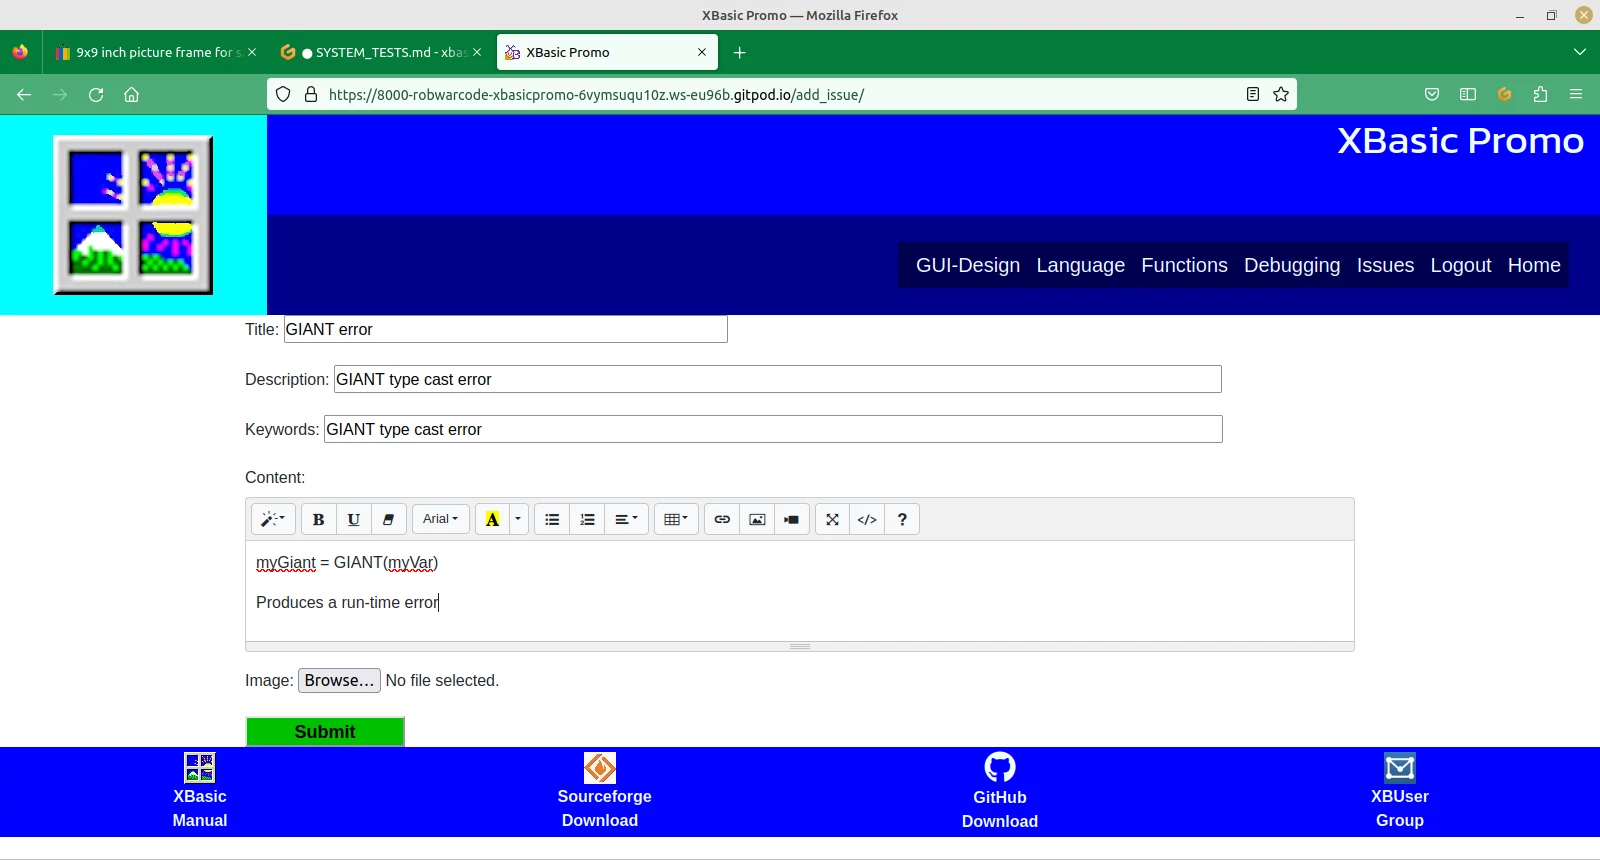 XBasic Promo — Mozilla Firefox
9x9 inch picture frame for s
SYSTEM_TESTS.md - xbas
XBasic Promo
https://8000-robwarcode-xbasicpromo-6vymsuqu10z.ws-eu96b.gitpod.io/add_issue/
XBasic Promo
GUI-Design Language Functions Debugging Issues Logout Home
Title: GIANT error
Description: GIANT type cast error
Keywords: GIANT type cast error
Content:
B U Arial A </> ?
myGiant = GIANT(myVar)
Produces a run-time error
Image: Browse... No file selected.
Submit
XBasic
Manual
Sourceforge
Download
GitHub
Download
XBUser
Group